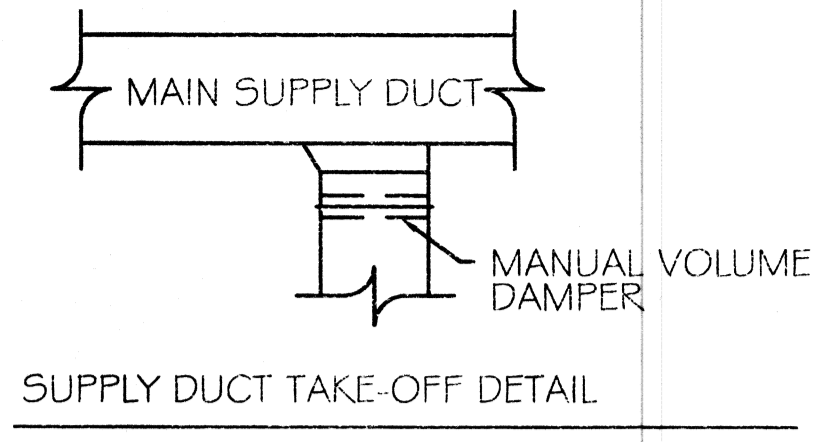 MAIN SUPPLY DUCT
MANUAL VOLUME
DAMPER
SUPPLY DUCT TAKE-OFF DETAIL